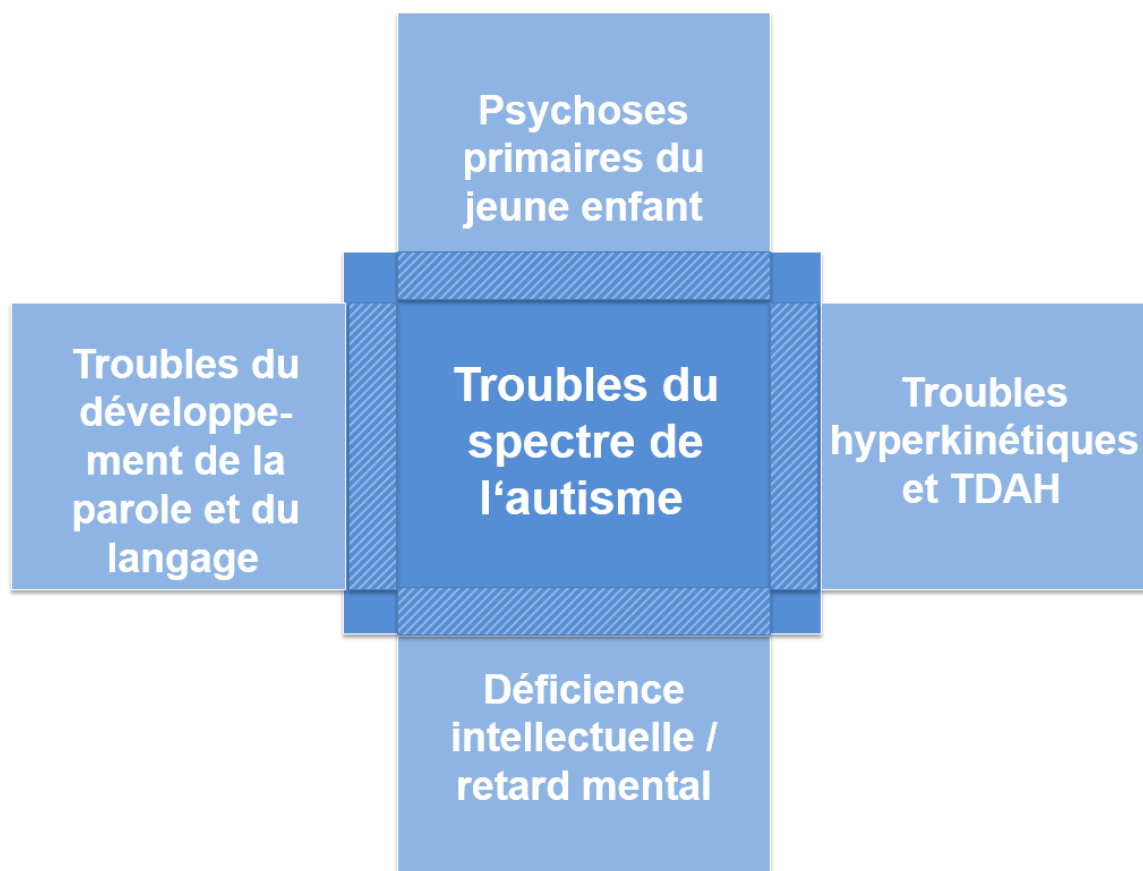 Psychoses
primaires du
jeune enfant
Troubles du
développe-
ment de la
parole et du
langage
Troubles du
spectre de
l‘autisme
Troubles
hyperkinétiques
et TDAH
Déficience
intellectuelle /
retard mental